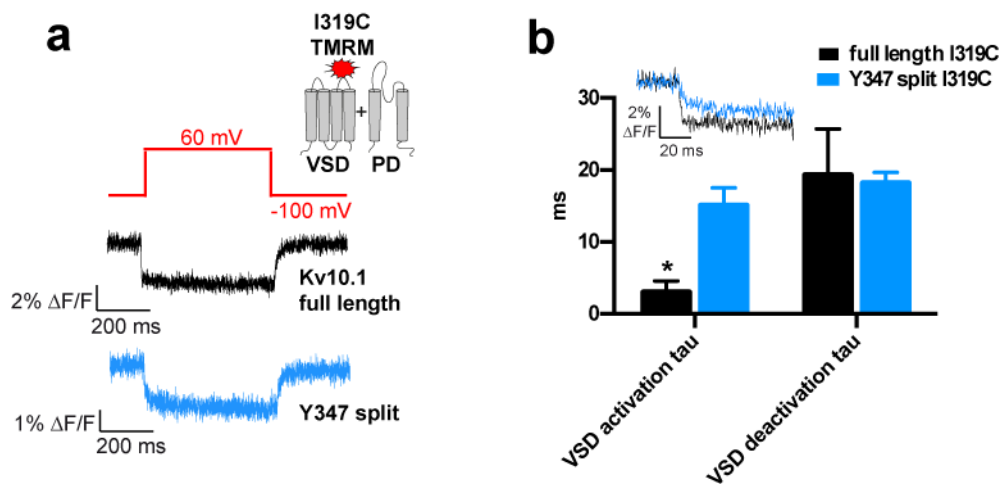 a
I319C
TMRM
+
VSD PD
60 mV
-100 mV
Kv10.1
full length
2% ΔF/F
200 ms
Y347 split
1% ΔF/F
200 ms
b
full length I319C
Y347 split I319C
2%
ΔF/F
20 ms
ms
30
20
10
0
*
VSD activation tau
VSD deactivation tau